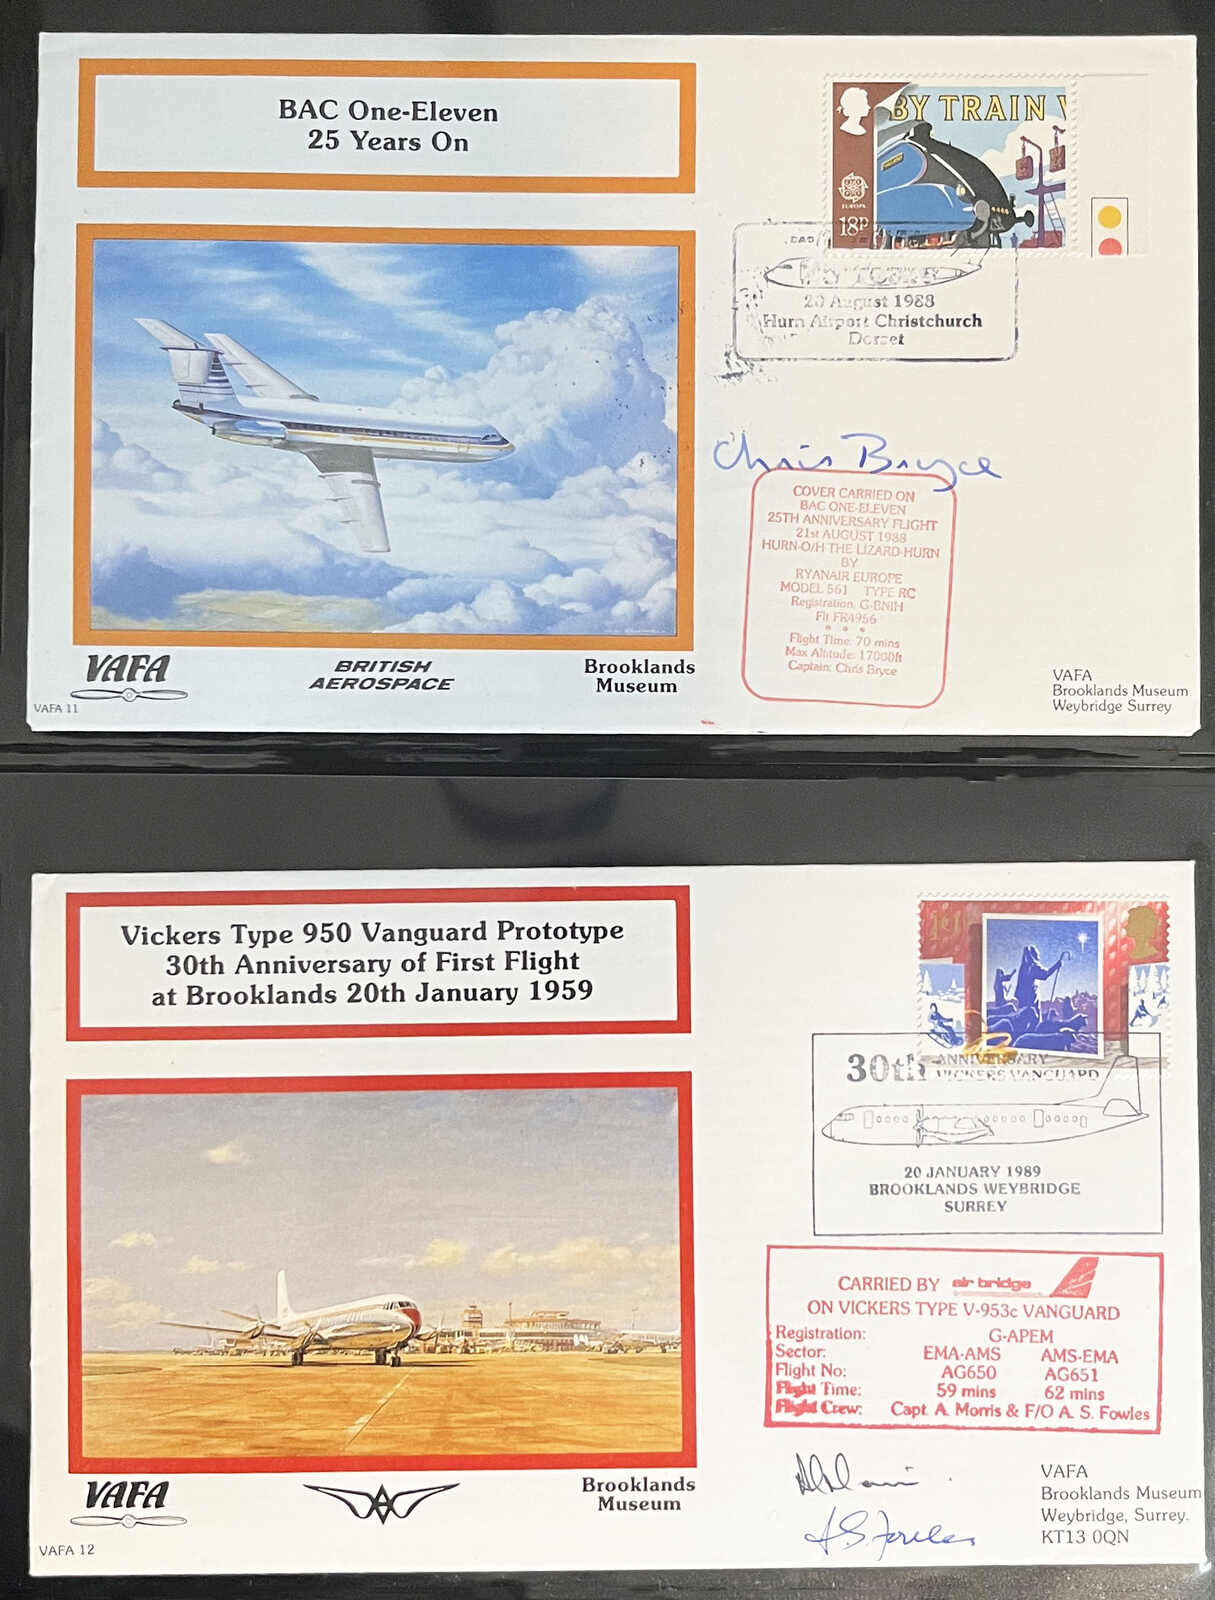 BAC One-Eleven
25 Years On
BY TRAIN
EUROPA
18P
20 August 1988
Hurn Airport Christchurch
Dorset
Chris Bryce
COVER CARRIED ON
BAC ONE-ELEVEN
25TH ANNIVERSARY FLIGHT
21st AUGUST 1988
HURN-O/H THE LIZARD-HURN
BY
RYANAIR EUROPE
MODEL 561 TYPE RC
Registration, G-BNIH
Flt FR4956
* * *
Flight Time: 70 mins
Max Altitude: 17000ft
Captain: Chris Bryce
VAFA
BRITISH
AEROSPACE
Brooklands
Museum
VAFA
Brooklands Museum
Weybridge Surrey
VAFA 11
Vickers Type 950 Vanguard Prototype
30th Anniversary of First Flight
at Brooklands 20th January 1959
30th ANNIVERSARY
VICKERS VANGUARD
20 JANUARY 1989
BROOKLANDS WEYBRIDGE
SURREY
CARRIED BY air bridge
ON VICKERS TYPE V-953c VANGUARD
Registration: G-APEM
Sector: EMA-AMS AMS-EMA
Flight No: AG650 AG651
Flight Time: 59 mins 62 mins
Flight Crew: Capt. A. Morris & F/O A. S. Fowles
A.S. Fowles
VAFA
Brooklands
Museum
VAFA
Brooklands Museum
Weybridge, Surrey.
KT13 0QN
VAFA 12